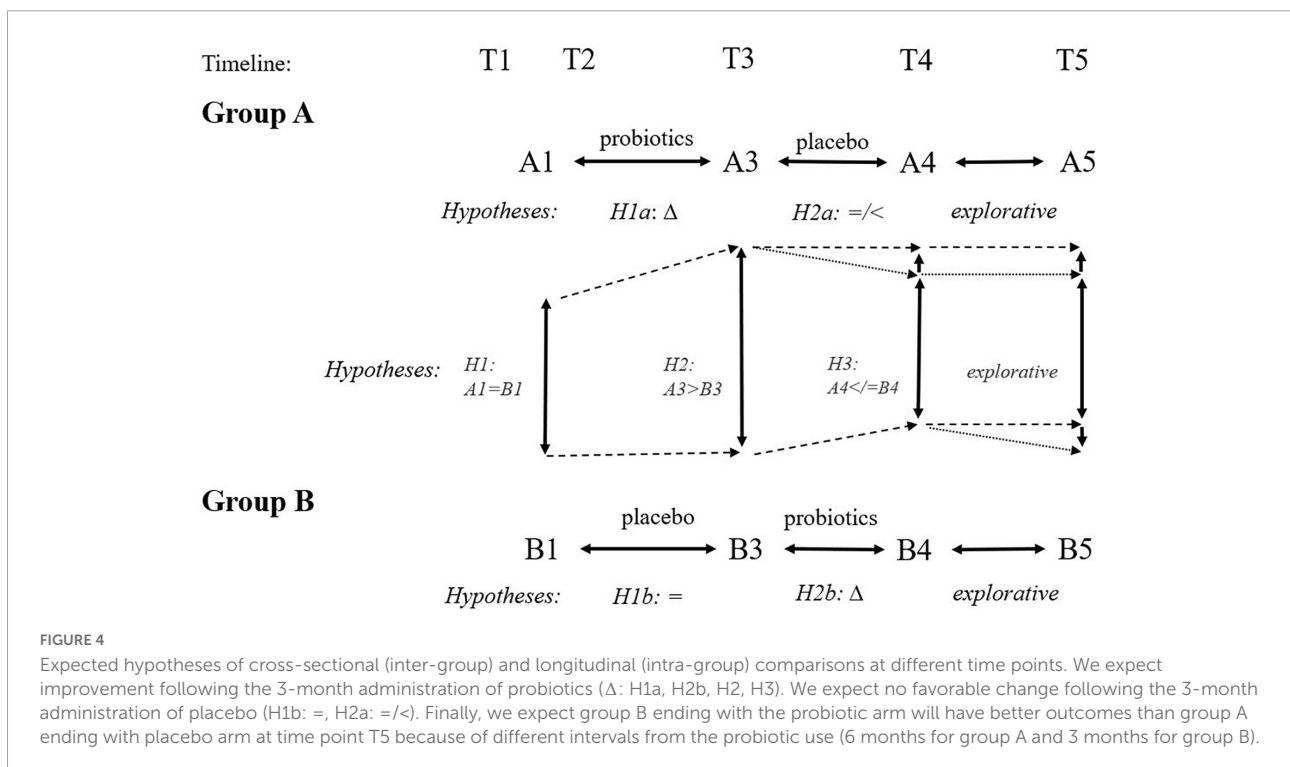 Timeline: T1 T2 T3 T4 T5
Group A
probiotics placebo
A1 A3 A4 A5
Hypotheses: H1a: Δ H2a: =/< explorative
Hypotheses: H1: H2: H3: explorative
A1=B1 A3>B3 A4</=B4
Group B
placebo probiotics
B1 B3 B4 B5
Hypotheses: H1b: = H2b: Δ explorative
FIGURE 4
Expected hypotheses of cross-sectional (inter-group) and longitudinal (intra-group) comparisons at different time points. We expect
improvement following the 3-month administration of probiotics (Δ: H1a, H2b, H2, H3). We expect no favorable change following the 3-month
administration of placebo (H1b: =, H2a: =/<). Finally, we expect group B ending with the probiotic arm will have better outcomes than group A
ending with placebo arm at time point T5 because of different intervals from the probiotic use (6 months for group A and 3 months for group B).